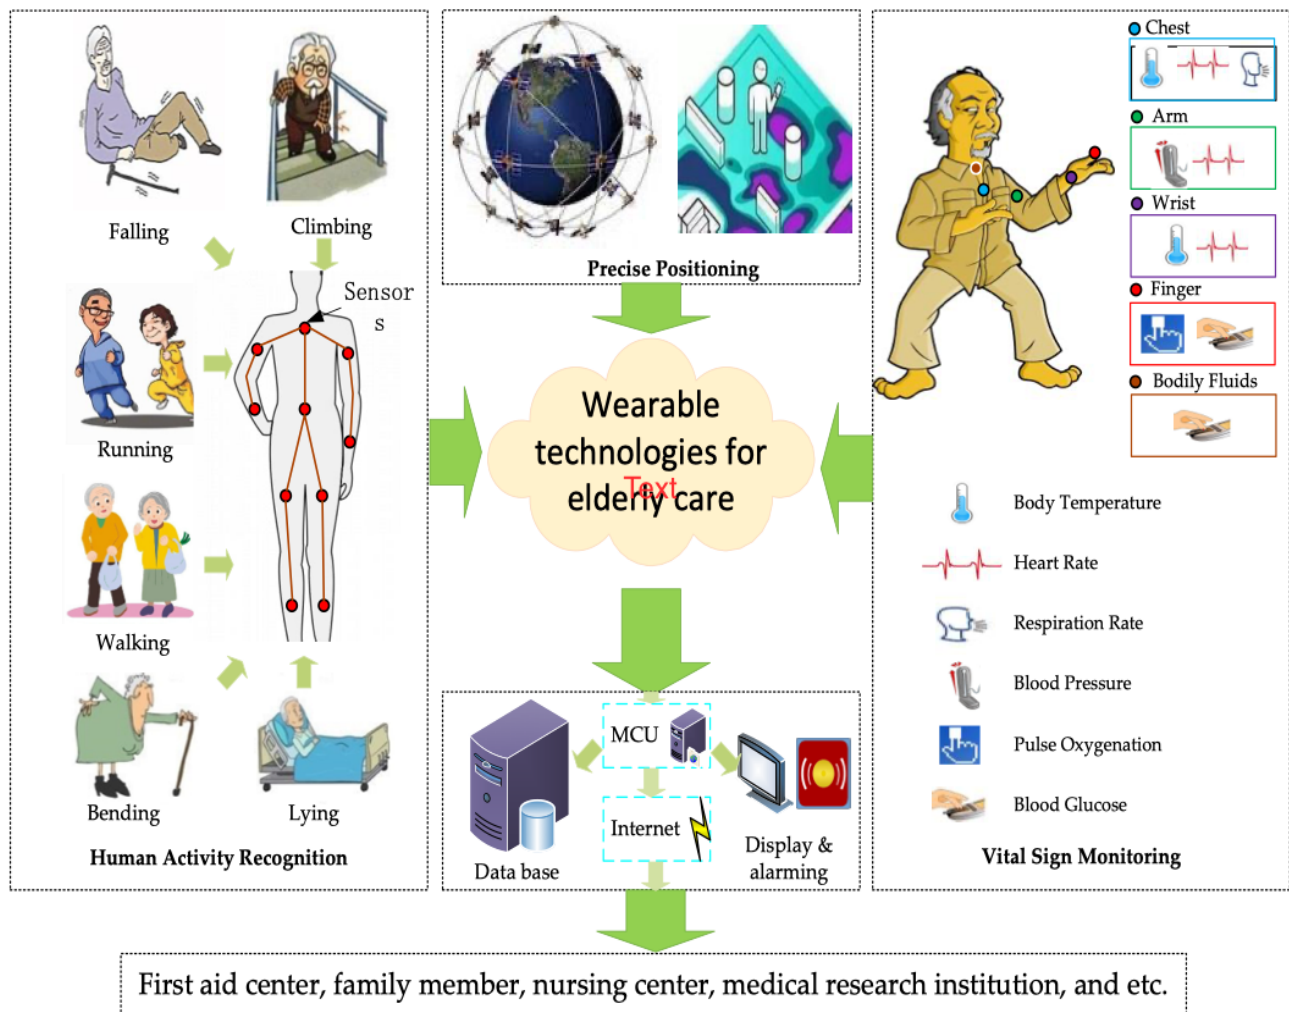 Falling
Climbing
Sensor
s
Running
Walking
Bending
Lying
Human Activity Recognition
Precise Positioning
Wearable
technologies for
elderly care
Text
MCU
Internet
Data base
Display &
alarming
Chest
Arm
Wrist
Finger
Bodily Fluids
Body Temperature
Heart Rate
Respiration Rate
Blood Pressure
Pulse Oxygenation
Blood Glucose
Vital Sign Monitoring
First aid center, family member, nursing center, medical research institution, and etc.